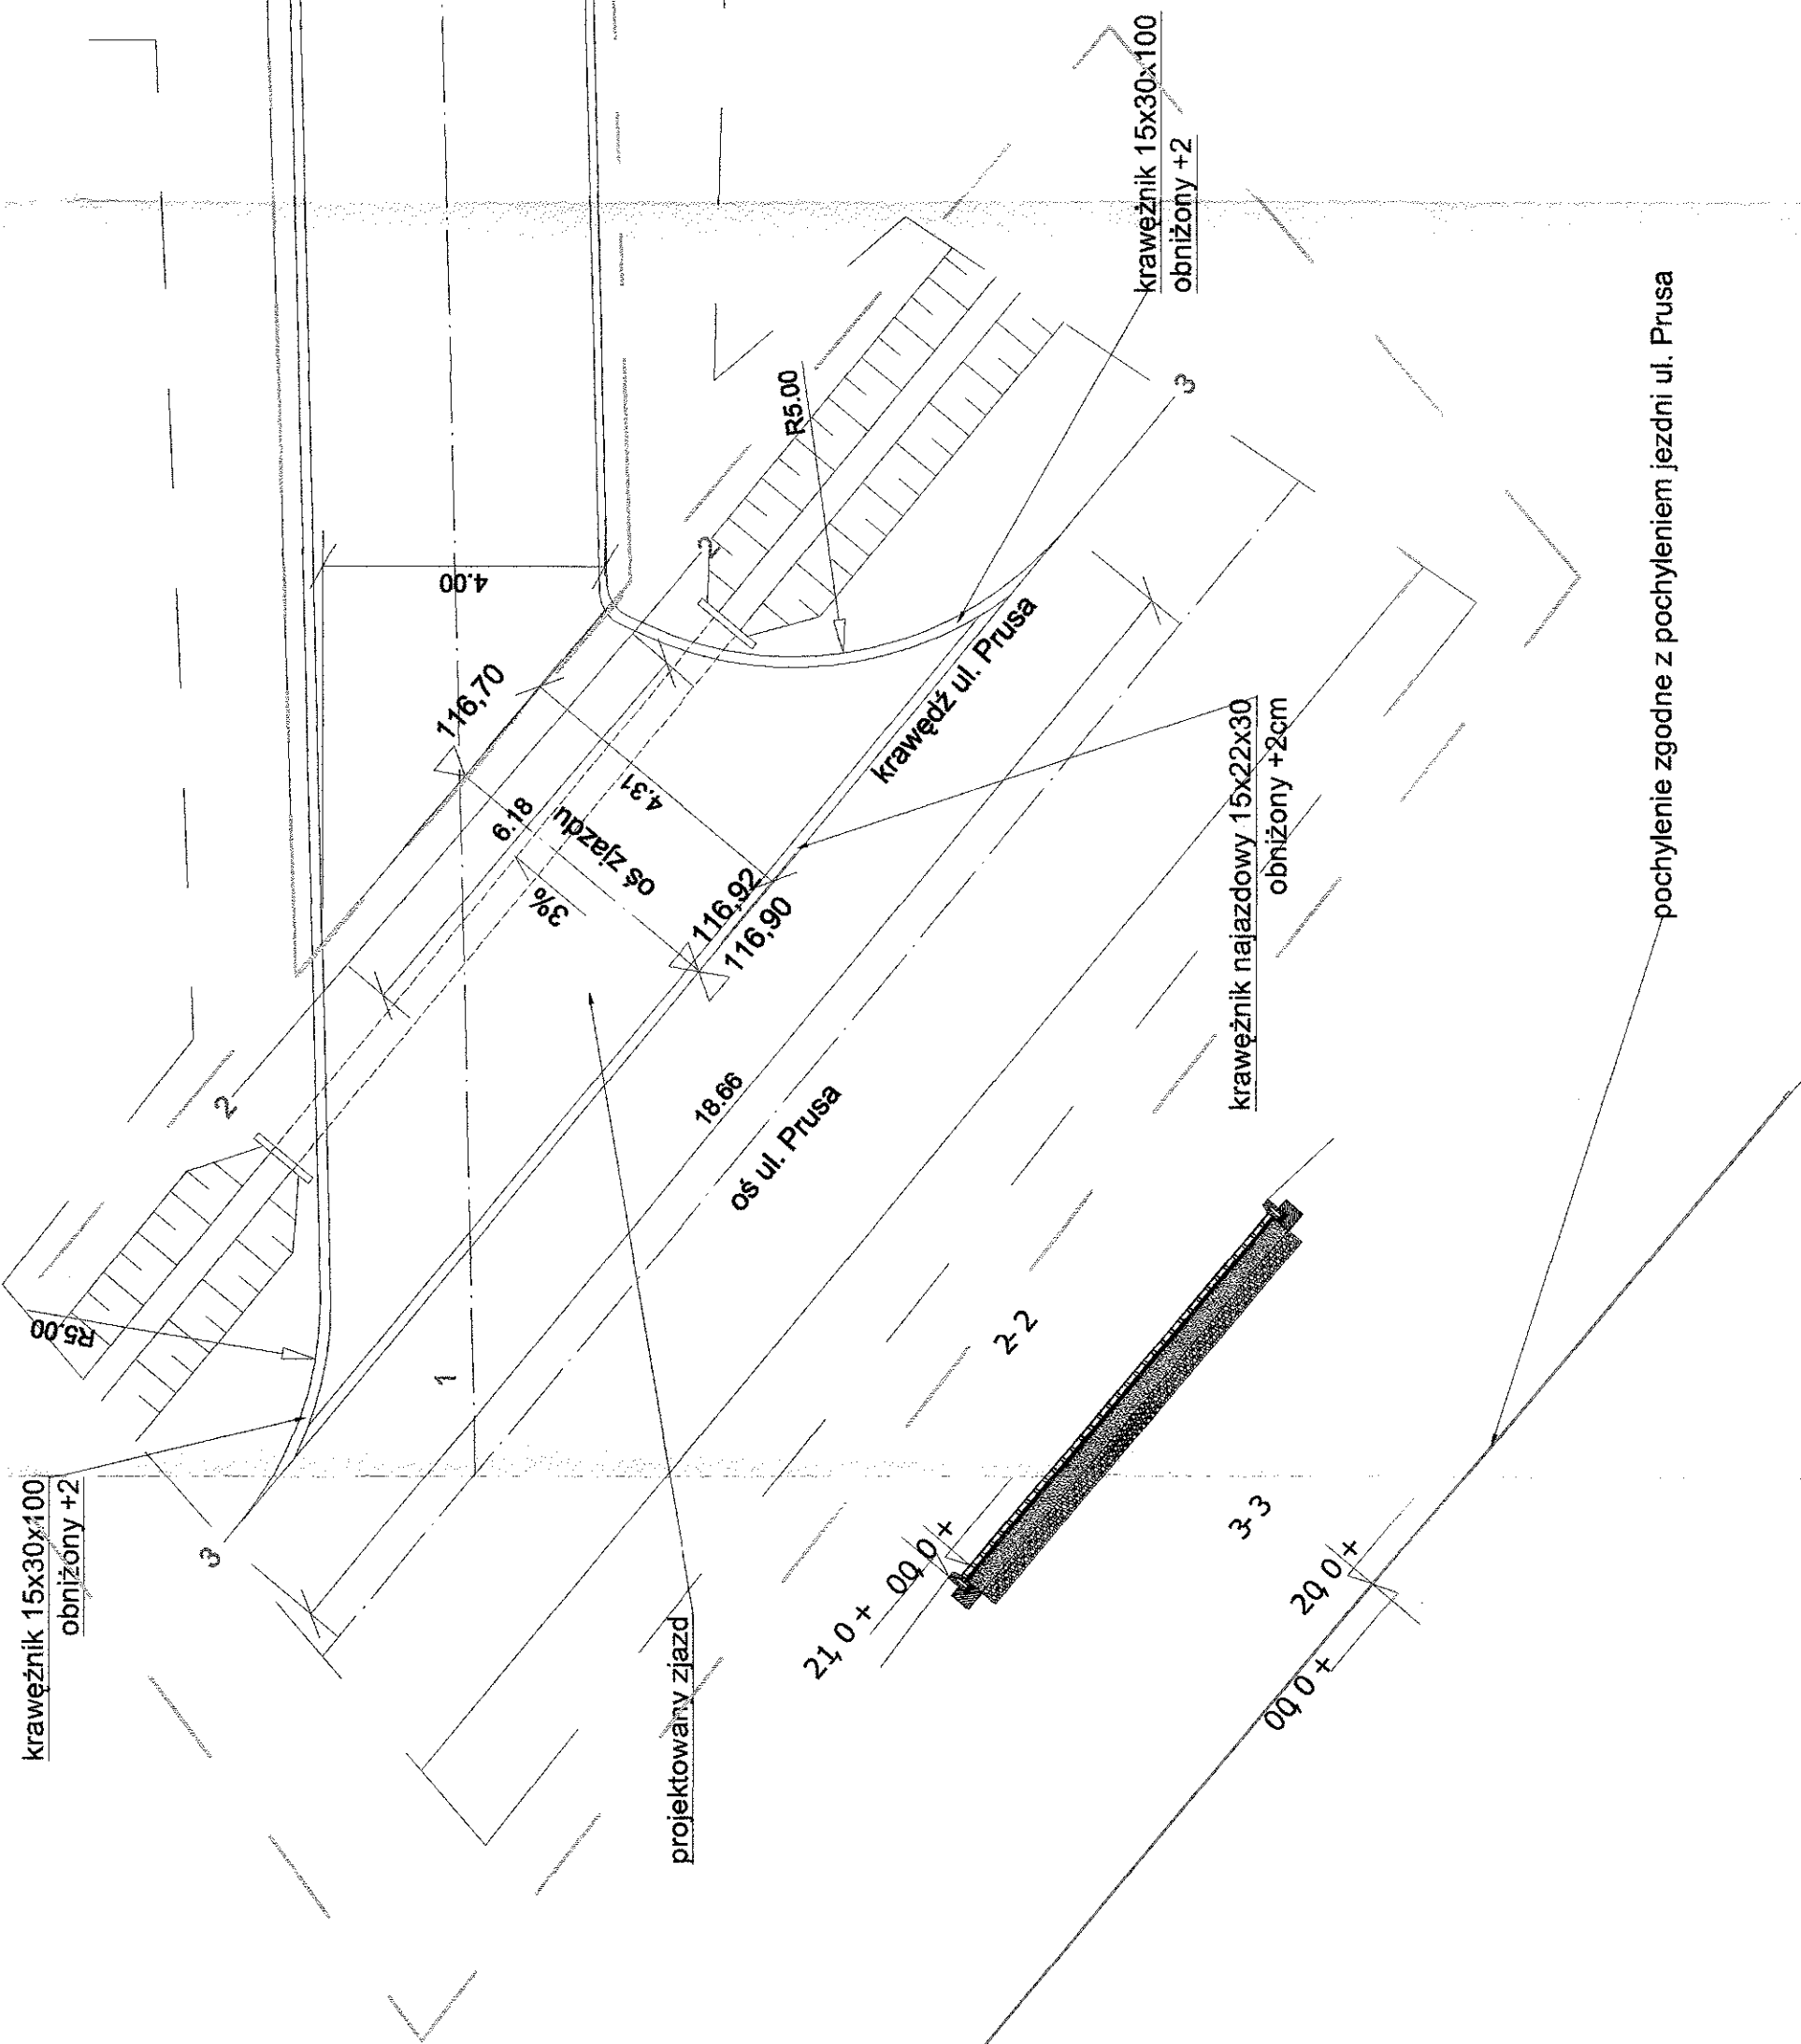 krawężnik 15x30x100
obniżony +2
R5.00
3
2
1
4.00
116,70
6.18
oś zjazdu
3%
4.31
116,92
116,90
2
R5.00
krawężnik 15x30x100
obniżony +2
3
krawędź ul. Prusa
krawężnik najazdowy 15x22x30
obniżony +2cm
18.66
oś ul. Prusa
projektowany zjazd
2-2
21, 0 +
00, 0 +
3-3
20, 0 +
00, 0 +
pochylenie zgodne z pochyleniem jezdni ul. Prusa